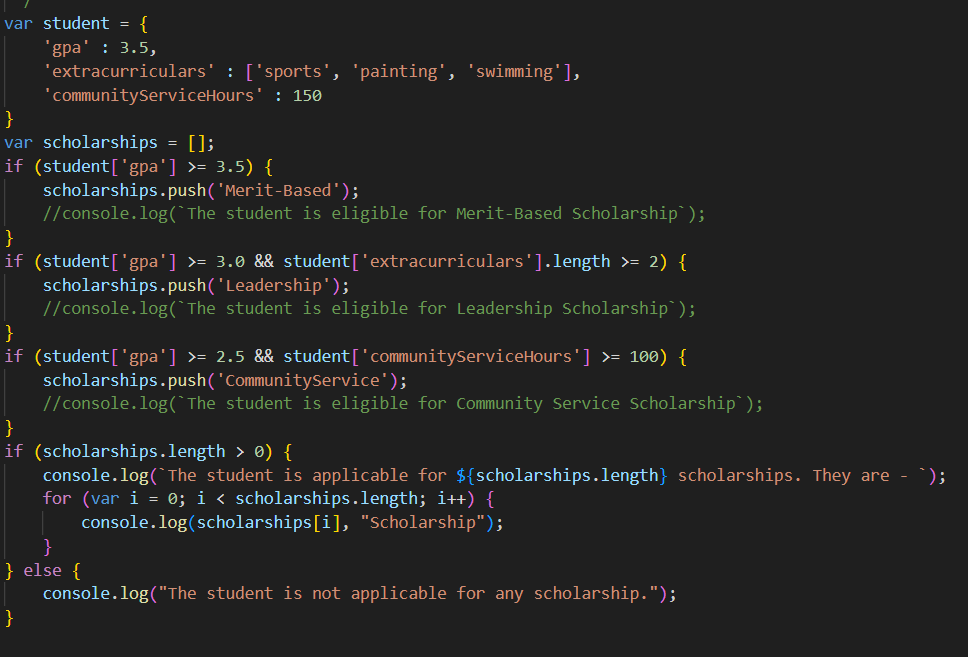 /
var student = {
    'gpa' : 3.5,
    'extracurriculars' : ['sports', 'painting', 'swimming'],
    'communityServiceHours' : 150
}
var scholarships = [];
if (student['gpa'] >= 3.5) {
    scholarships.push('Merit-Based');
    //console.log(`The student is eligible for Merit-Based Scholarship`);
}
if (student['gpa'] >= 3.0 && student['extracurriculars'].length >= 2) {
    scholarships.push('Leadership');
    //console.log(`The student is eligible for Leadership Scholarship`);
}
if (student['gpa'] >= 2.5 && student['communityServiceHours'] >= 100) {
    scholarships.push('CommunityService');
    //console.log(`The student is eligible for Community Service Scholarship`);
}
if (scholarships.length > 0) {
    console.log(`The student is applicable for ${scholarships.length} scholarships. They are - `);
    for (var i = 0; i < scholarships.length; i++) {
        console.log(scholarships[i], "Scholarship");
    }
} else {
    console.log("The student is not applicable for any scholarship.");
}